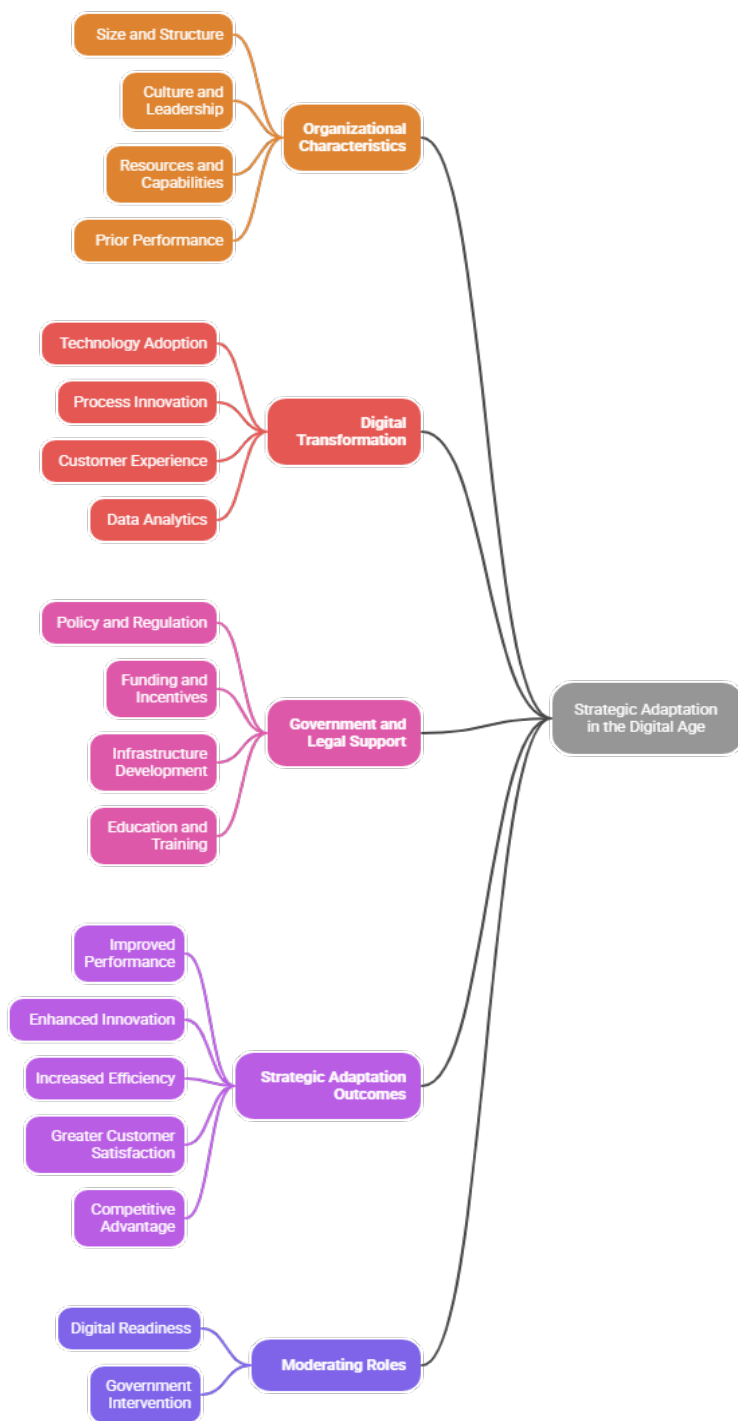 Size and Structure
Culture and
Leadership
Resources and
Capabilities
Prior Performance
Organizational
Characteristics
Technology Adoption
Process Innovation
Customer Experience
Data Analytics
Digital
Transformation
Policy and Regulation
Funding and
Incentives
Infrastructure
Development
Education and
Training
Government and
Legal Support
Strategic Adaptation
in the Digital Age
Improved
Performance
Enhanced Innovation
Increased Efficiency
Greater Customer
Satisfaction
Competitive
Advantage
Strategic Adaptation
Outcomes
Digital Readiness
Government
Intervention
Moderating Roles